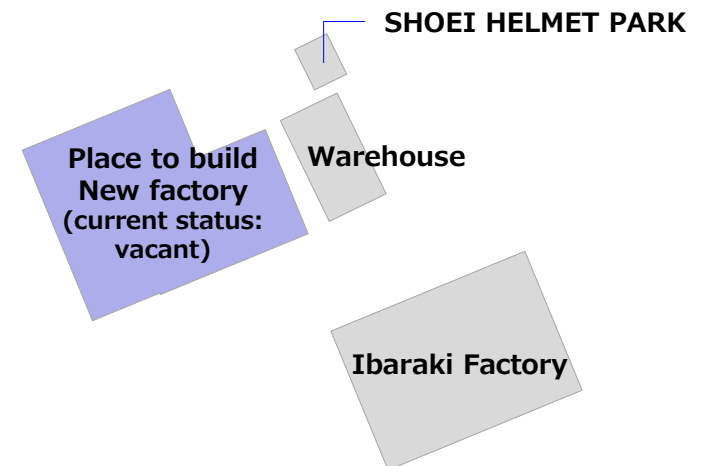 SHOEI HELMET PARK
Place to build
New factory
(current status:
vacant)
Warehouse
Ibaraki Factory